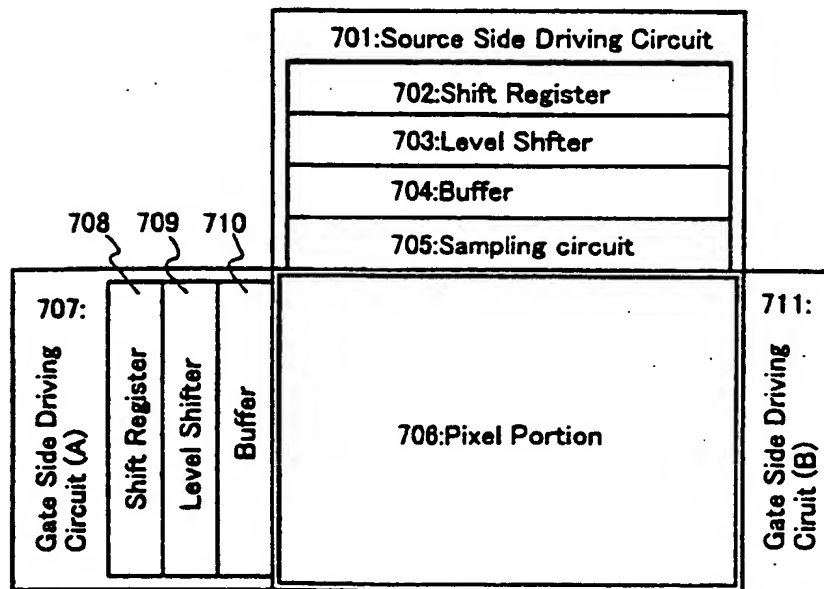 701:Source Side Driving Circuit
702:Shift Register
703:Level Shfter
704:Buffer
705:Sampling circuit
708 709 710
707:
Gate Side Driving
Circuit (A)
Shift Register
Level Shifter
Buffer
706:Pixel Portion
711:
Gate Side Driving
Ciruit (B)